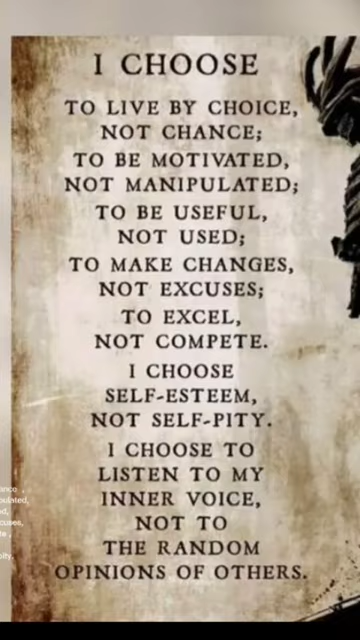 I CHOOSE
TO LIVE BY CHOICE,
NOT CHANCE;
TO BE MOTIVATED,
NOT MANIPULATED;
TO BE USEFUL,
NOT USED;
TO MAKE CHANGES,
NOT EXCUSES;
TO EXCEL,
NOT COMPETE.
I CHOOSE
SELF-ESTEEM,
NOT SELF-PITY.
I CHOOSE TO
LISTEN TO MY
INNER VOICE,
NOT TO
THE RANDOM
OPINIONS OF OTHERS.